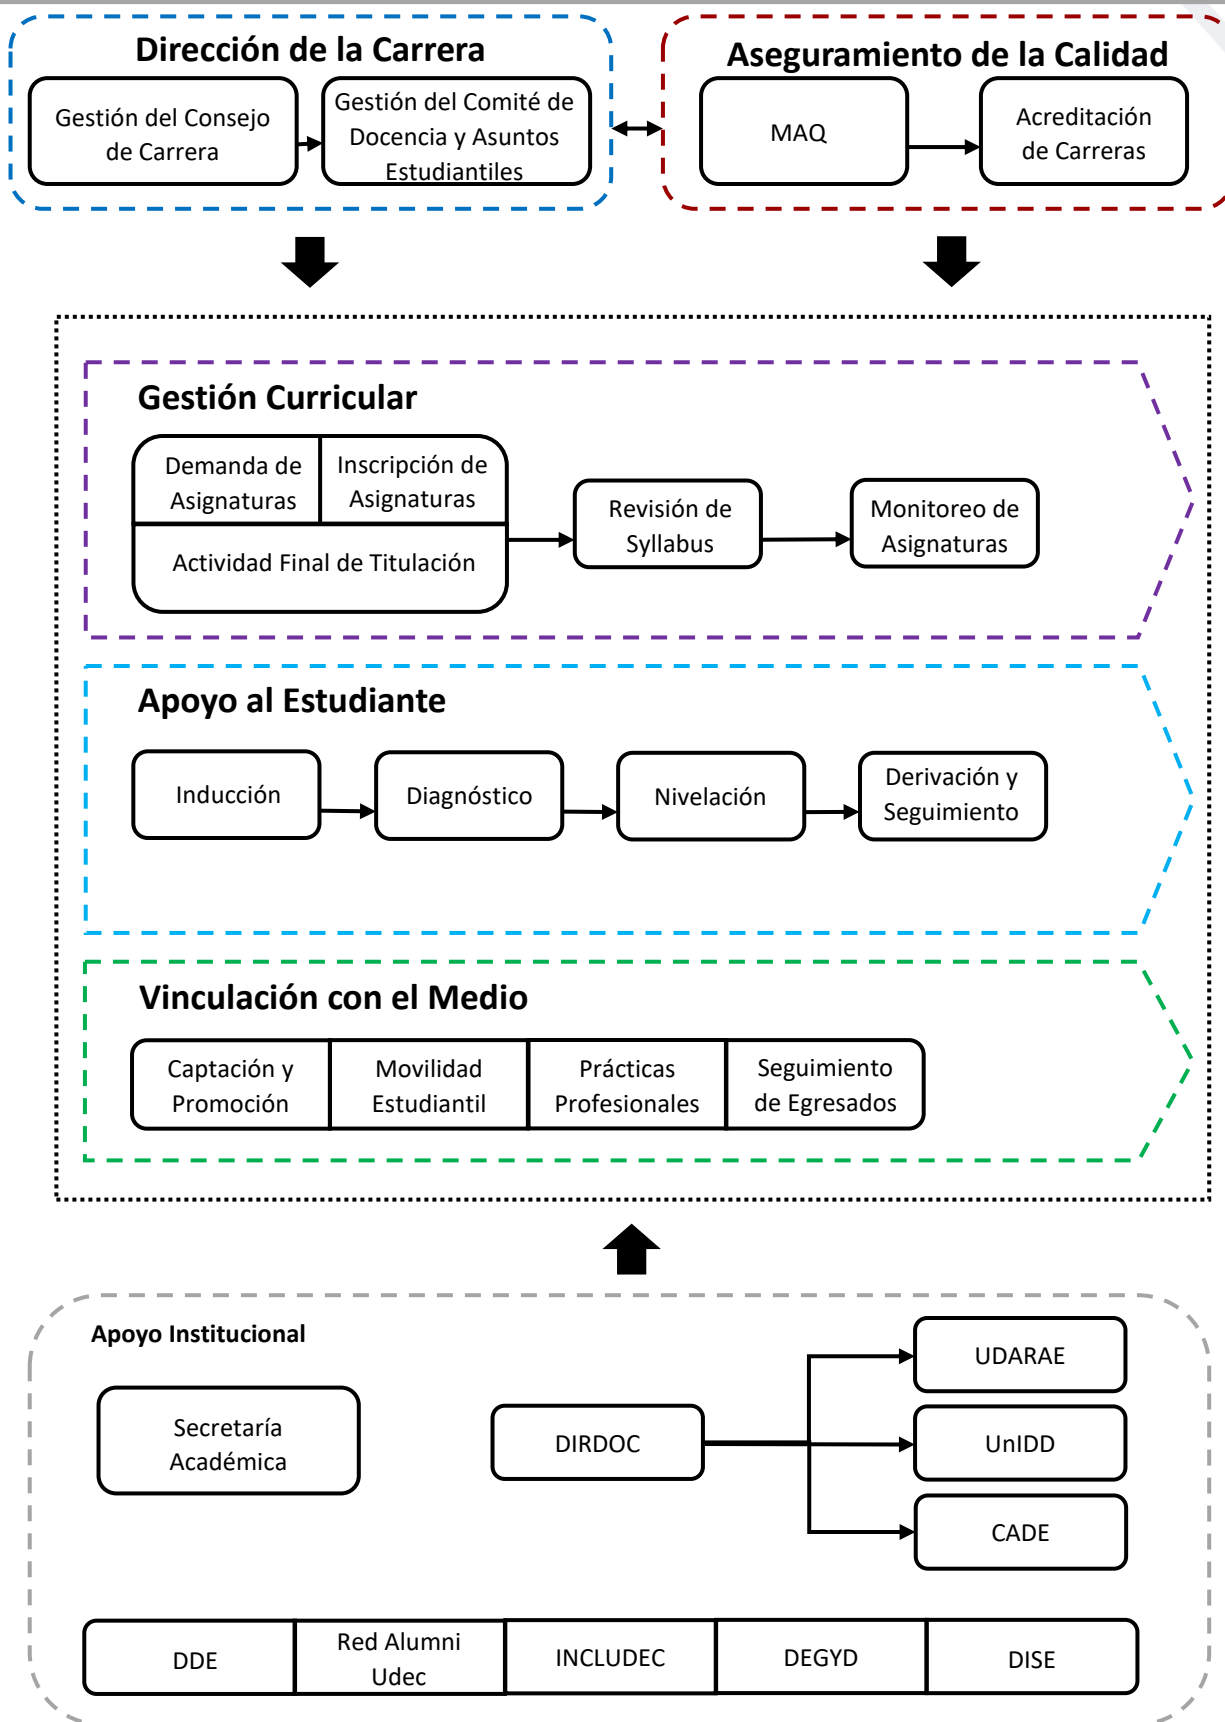 Dirección de la Carrera
Gestión del Consejo
de Carrera
Gestión del Comité de
Docencia y Asuntos
Estudiantiles
Aseguramiento de la Calidad
MAQ
Acreditación
de Carreras
Gestión Curricular
Demanda de
Asignaturas
Inscripción de
Asignaturas
Actividad Final de Titulación
Revisión de
Syllabus
Monitoreo de
Asignaturas
Apoyo al Estudiante
Inducción
Diagnóstico
Nivelación
Derivación y
Seguimiento
Vinculación con el Medio
Captación y
Promoción
Movilidad
Estudiantil
Prácticas
Profesionales
Seguimiento
de Egresados
Apoyo Institucional
Secretaría
Académica
DIRDOC
UDARAE
UnIDD
CADE
DDE
Red Alumni
Udec
INCLUDEC
DEGYD
DISE